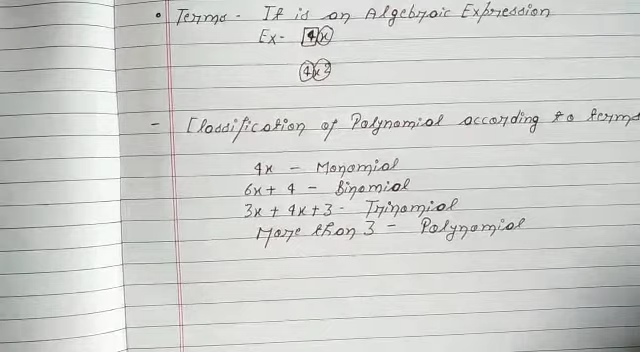 • Terms - It is an Algebraic Expression
Ex- 4x
4x2
- Classification of Polynomial according to terms
4x - Monomial
6x + 4 - Binomial
3x + 4x + 3 - Trinomial
More than 3 - Polynomial